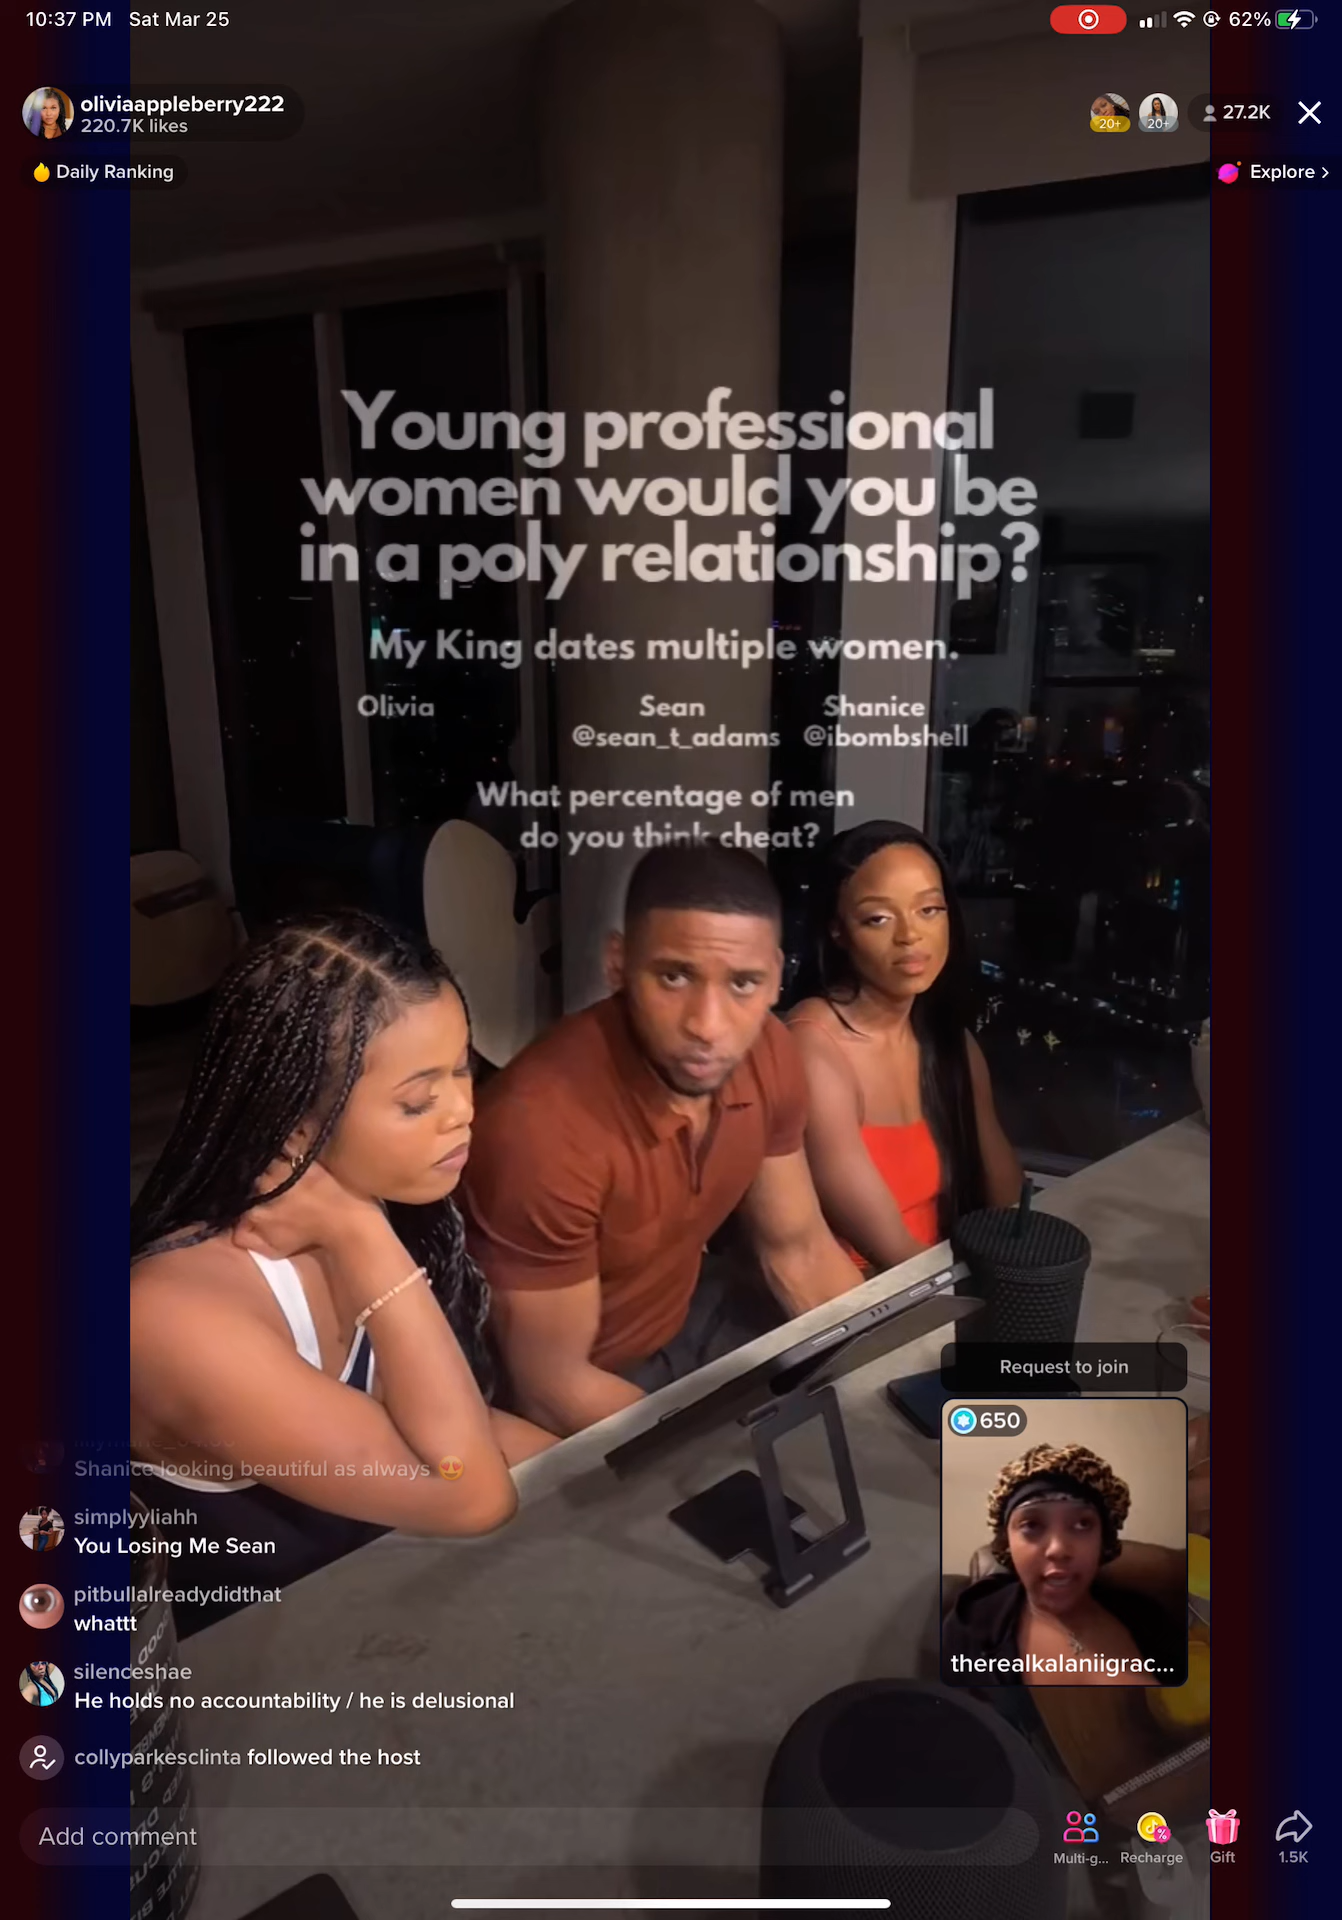 10:37 PM Sat Mar 25
62%
oliviaappleberry222
220.7K likes
20+
20+
27.2K
Daily Ranking
Explore >
Young professional
women would you be
in a poly relationship?
My King dates multiple women.
Olivia Sean Shanice
@sean_t_adams @ibombshell
What percentage of men
do you think cheat?
Request to join
650
therealkalaniigrac...
Shanice looking beautiful as always 😍
simplyyliahh
You Losing Me Sean
pitbullalreadydidthat
whattt
silenceshae
He holds no accountability / he is delusional
collyparkesclinta followed the host
Add comment
Multi-g...
Recharge
Gift
1.5K